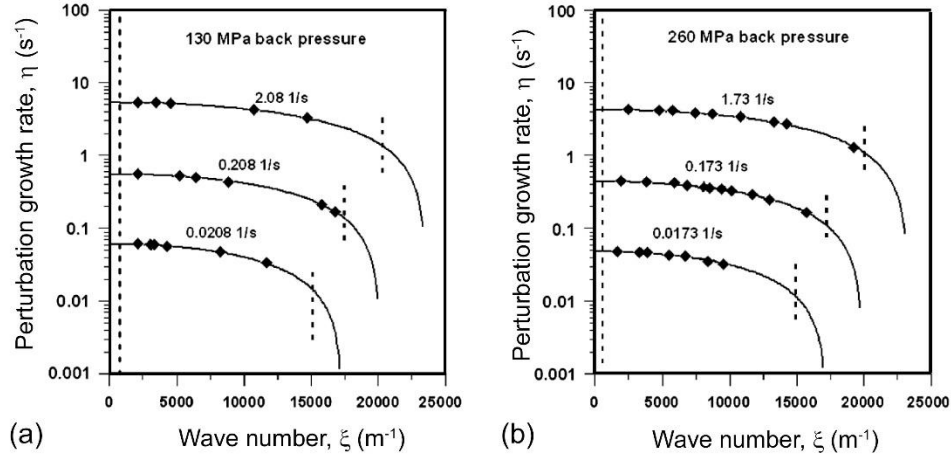 100
10
1
0.1
0.01
0.001
Perturbation growth rate, η (s⁻¹)
130 MPa back pressure
2.08 1/s
0.208 1/s
0.0208 1/s
0 5000 10000 15000 20000 25000
(a) Wave number, ξ (m⁻¹)
100
10
1
0.1
0.01
0.001
Perturbation growth rate, η (s⁻¹)
260 MPa back pressure
1.73 1/s
0.173 1/s
0.0173 1/s
0 5000 10000 15000 20000 25000
(b) Wave number, ξ (m⁻¹)